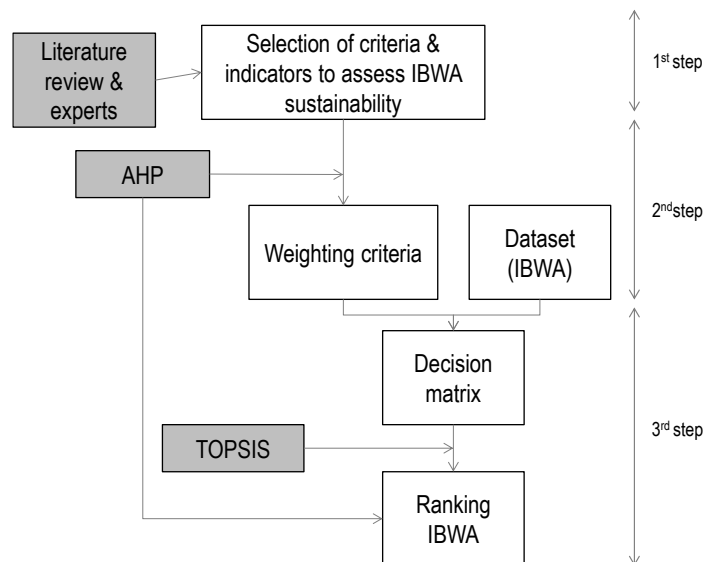 Literature
review &
experts
Selection of criteria &
indicators to assess IBWA
sustainability
1st step
AHP
Weighting criteria
Dataset
(IBWA)
2nd step
Decision
matrix
TOPSIS
3rd step
Ranking
IBWA